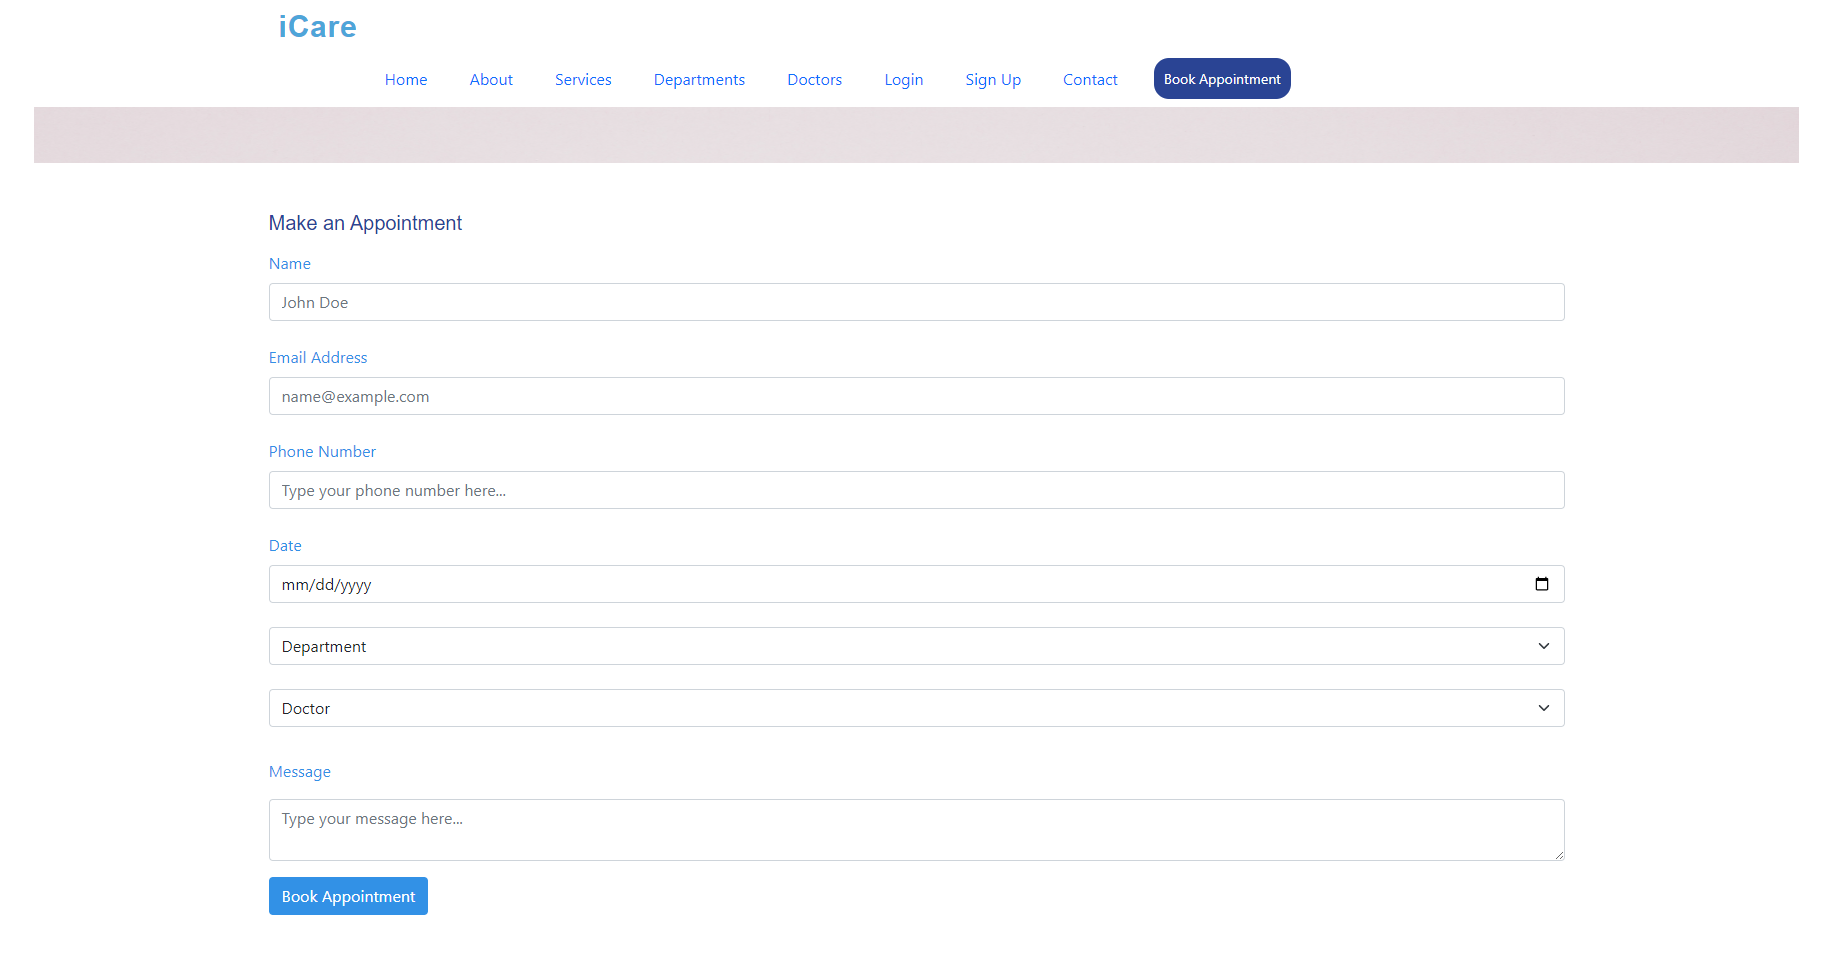 iCare
Home About Services Departments Doctors Login Sign Up Contact Book Appointment
Make an Appointment
Name
John Doe
Email Address
name@example.com
Phone Number
Type your phone number here...
Date
mm/dd/yyyy
Department
Doctor
Message
Type your message here...
Book Appointment